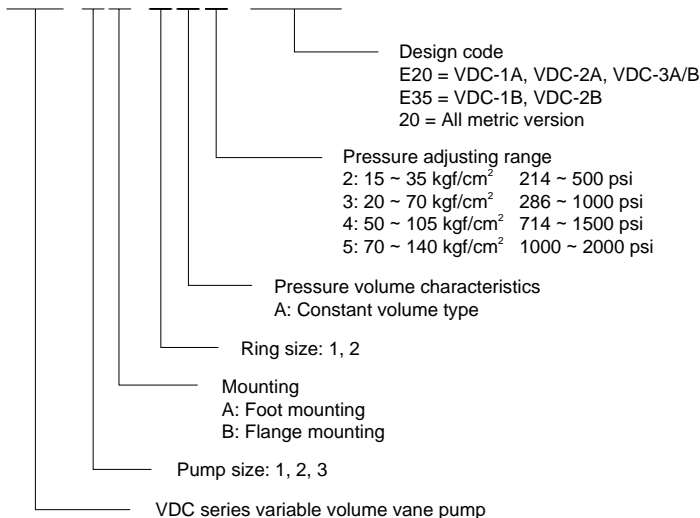 Design code
E20 = VDC-1A, VDC-2A, VDC-3A/B
E35 = VDC-1B, VDC-2B
20 = All metric version
Pressure adjusting range
2: 15 ~ 35 kgf/cm² 214 ~ 500 psi
3: 20 ~ 70 kgf/cm² 286 ~ 1000 psi
4: 50 ~ 105 kgf/cm² 714 ~ 1500 psi
5: 70 ~ 140 kgf/cm² 1000 ~ 2000 psi
Pressure volume characteristics
A: Constant volume type
Ring size: 1, 2
Mounting
A: Foot mounting
B: Flange mounting
Pump size: 1, 2, 3
VDC series variable volume vane pump